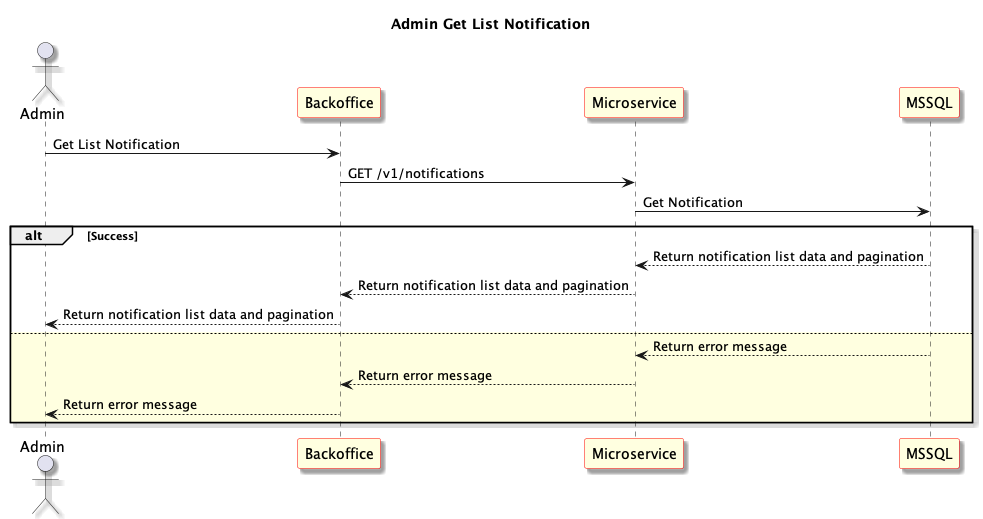 Admin Get List Notification
Admin
Backoffice
Microservice
MSSQL
Get List Notification
GET /v1/notifications
Get Notification
alt
[Success]
Return notification list data and pagination
Return notification list data and pagination
Return notification list data and pagination
Return error message
Return error message
Return error message
Admin
Backoffice
Microservice
MSSQL